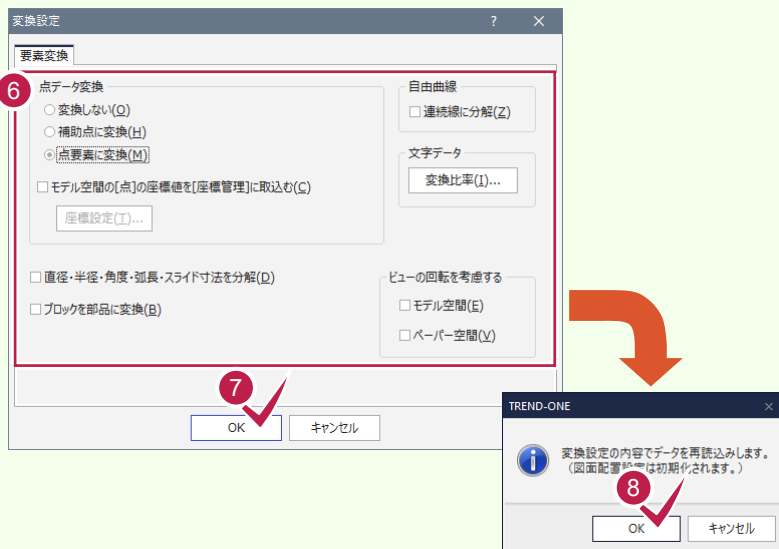 変換設定
? ×
要素変換
6
点データ変換
変換しない(O)
補助点に変換(H)
点要素に変換(M)
モデル空間の[点]の座標値を[座標管理]に取込む(C)
座標設定(T)...
自由曲線
連続線に分解(Z)
文字データ
変換比率(I)...
直径・半径・角度・弧長・スライド寸法を分解(D)
ブロックを部品に変換(B)
ビューの回転を考慮する
モデル空間(E)
ペーパー空間(V)
7
OK キャンセル
TREND-ONE ×
変換設定の内容でデータを再読込みします。
(図面配置設定は初期化されます。)
8
OK キャンセル